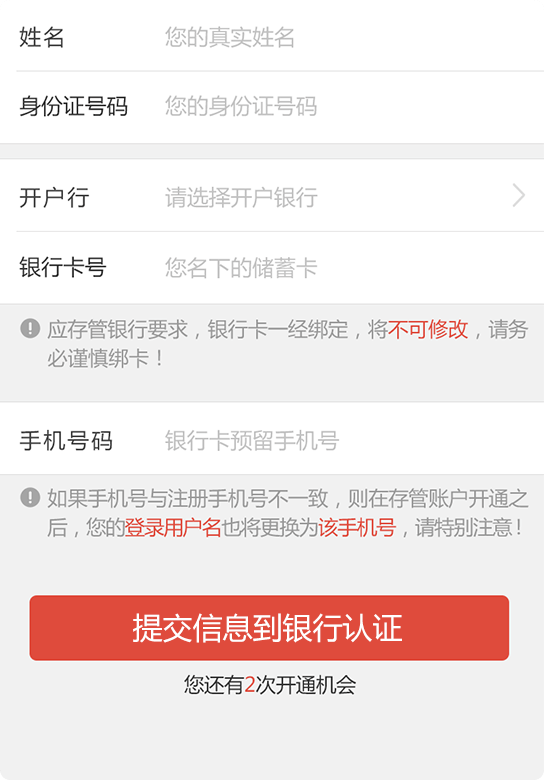 姓名 您的真实姓名
身份证号码 您的身份证号码
开户行 请选择开户银行
银行卡号 您名下的储蓄卡
应存管银行要求，银行卡一经绑定，将不可修改，请务
必谨慎绑卡！
手机号码 银行卡预留手机号
如果手机号与注册手机号不一致，则在存管账户开通之
后，您的登录用户名也将更换为该手机号，请特别注意！
提交信息到银行认证
您还有2次开通机会